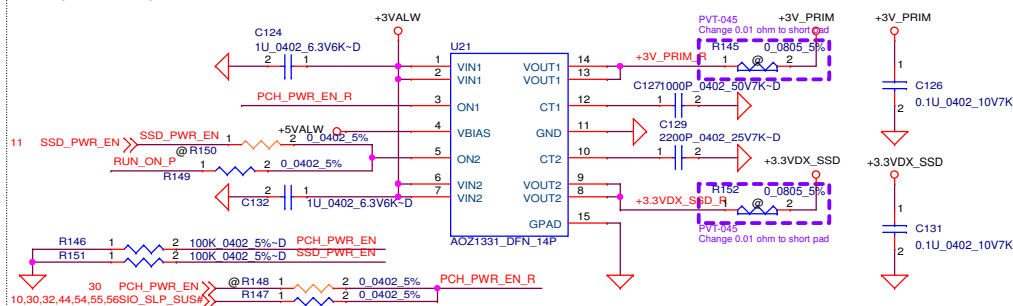 +3VALW
PVT-045
Change 0.01 ohm to short pad
+3V_PRIM
+3V_PRIM
C124
1U_0402_6.3V6K~D
2 1
U21
R145
0_0805_5%
+3V_PRIM_R
1 @ 2
1 VIN1
2 VIN1
VOUT1 14
VOUT1 13
1
C126
0.1U_0402_10V7K
2
PCH_PWR_EN_R
3 ON1
CT1 12
C127
1000P_0402_50V7K~D
2 1
+5VALW
4 VBIAS
GND 11
C129
2200P_0402_25V7K~D
11 SSD_PWR_EN
SSD_PWR_EN
1 2
0_0402_5%
@R150
5 ON2
CT2 10
2 1
RUN_ON_P
1 2
0_0402_5%
R149
+3.3VDX_SSD
+3.3VDX_SSD
6 VIN2
7 VIN2
VOUT2 9
VOUT2 8
R152
0_0805_5%
+3.3VDX_SSD_R
1 @ 2
2 1
C132
1U_0402_6.3V6K~D
GPAD 15
PVT-045
Change 0.01 ohm to short pad
1
C131
0.1U_0402_10V7K
2
AOZ1331_DFN_14P
R146 1 2 100K_0402_5%~D PCH_PWR_EN
R151 1 2 100K_0402_5%~D SSD_PWR_EN
30 PCH_PWR_EN @R148 1 2 0_0402_5% PCH_PWR_EN_R
10,30,32,44,54,55,56 SIO_SLP_SUS# R147 1 2 0_0402_5%